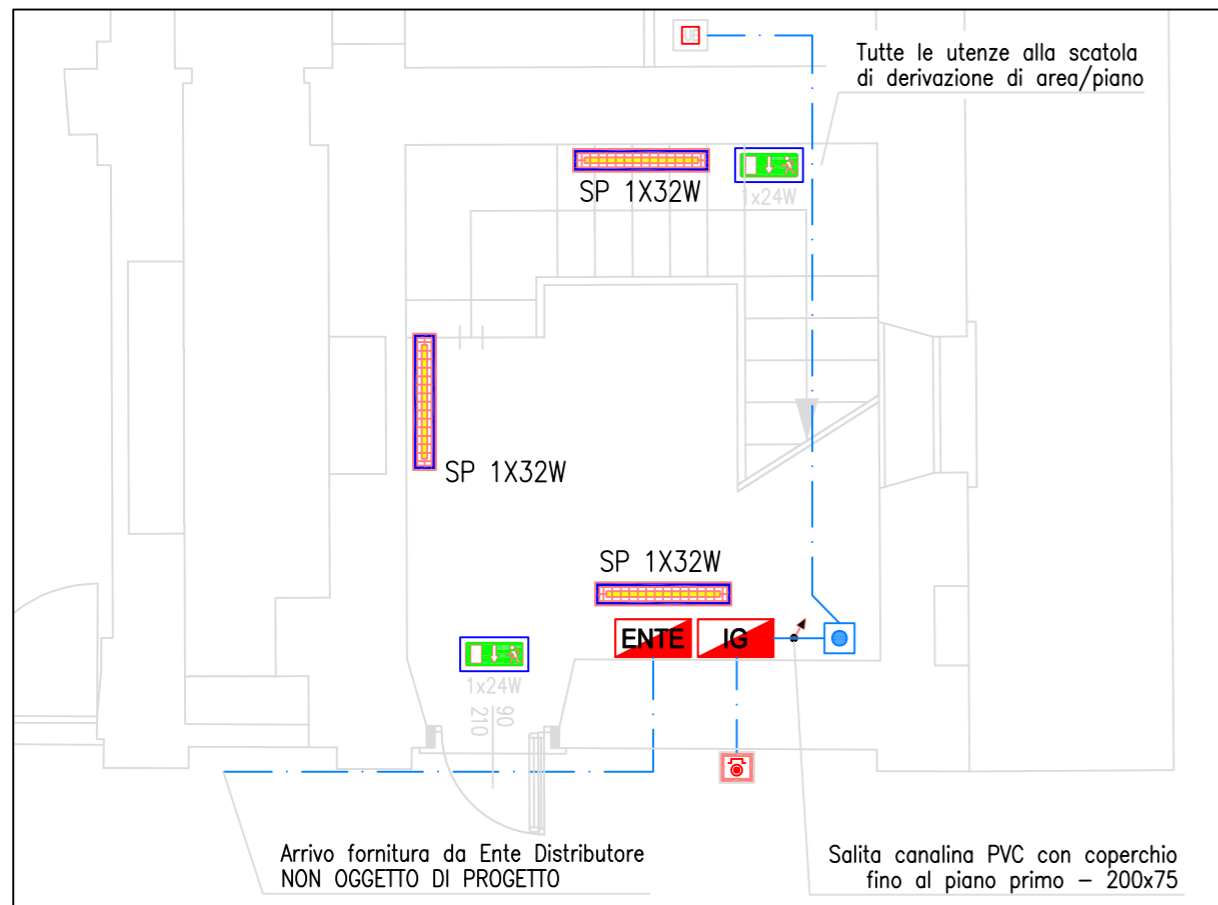 UE
Tutte le utenze alla scatola
di derivazione di area/piano
SP 1X32W
1x24W
SP 1X32W
SP 1X32W
ENTE
IG
1x24W
90
210
Arrivo fornitura da Ente Distributore
NON OGGETTO DI PROGETTO
Salita canalina PVC con coperchio
fino al piano primo – 200x75